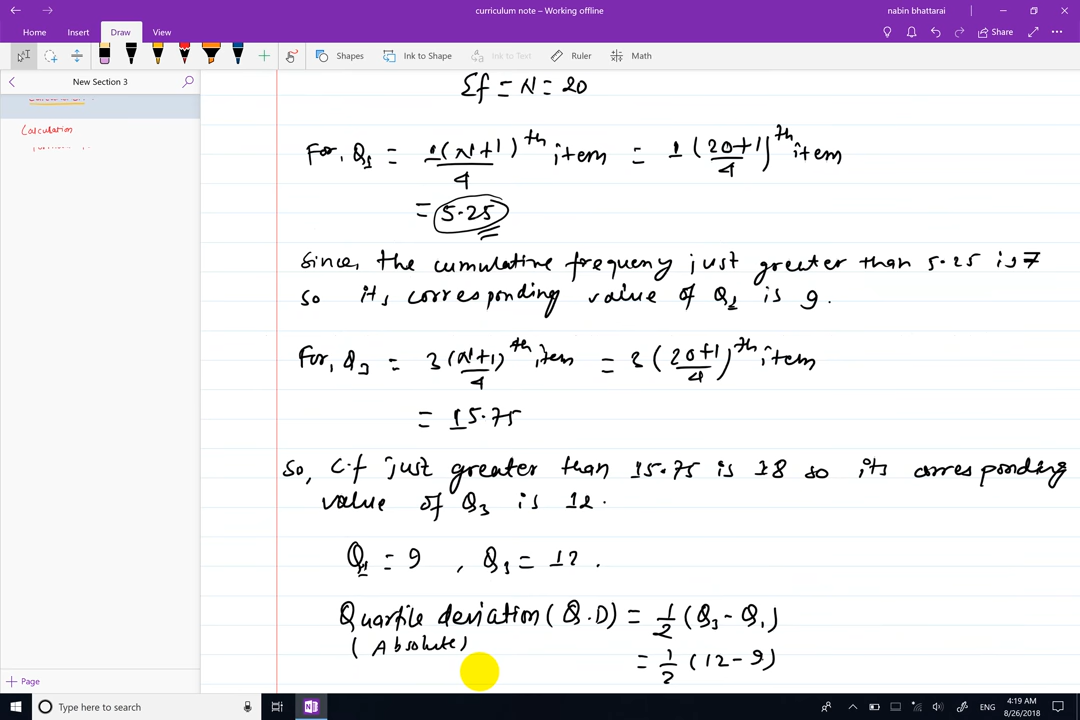 curriculum note – Working offline
nabin bhattarai
Home Insert Draw View
Share
Shapes Ink to Shape Ink to Text Ruler Math
New Section 3
Calculation
Σf = N = 20
For, Q1 = 1(N+1)/4 th item = 1(20+1)/4 th item
= 5.25
Since, the cumulative frequeny just greater than 5.25 is 7
so its corresponding value of Q1 is 9.
For, Q3 = 3(N+1)/4 th item = 3(20+1)/4 th item
= 15.75
So, C.f just greater than 15.75 is 18 so its corresponding
value of Q3 is 12.
Q1 = 9 , Q3 = 12.
Quartile deviation (Q.D) = 1/2 (Q3 - Q1)
(Absolute)
= 1/2 (12 - 9)
Page
Type here to search
ENG
4:19 AM
8/26/2018